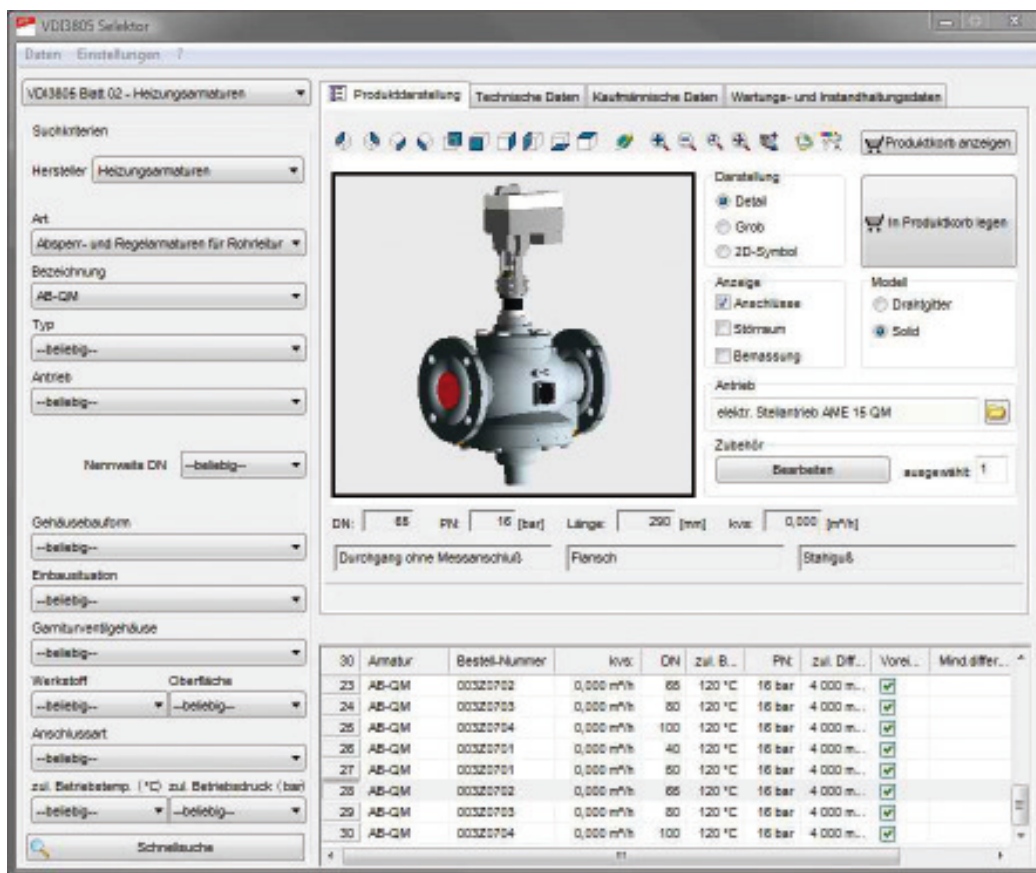 VDI3805 Selektor
Daten Einstellungen ?
VDI3805 Blatt 02 - Heizungsarmaturen
Suchkriterien
Hersteller Heizungsarmaturen
Art
Absperr- und Regelarmaturen für Rohrleitur
Bezeichnung
AB-QM
Typ
--beliebig--
Antrieb
--beliebig--
Nennweite DN --beliebig--
Gehäusebauform
--beliebig--
Einbausituation
--beliebig--
Garniturventilgehäuse
--beliebig--
Werkstoff Oberfläche
--beliebig-- --beliebig--
Anschlussart
--beliebig--
zul. Betriebstemp. (°C) zul. Betriebsdruck (bar)
--beliebig-- --beliebig--
Schnellsuche
Produktdarstellung Technische Daten Kaufmännische Daten Wartungs- und Instandhaltungsdaten
Produktkorb anzeigen
Darstellung
Detail
Grob
2D-Symbol
In Produktkorb legen
Anzeige
Anschlüsse
Störraum
Bemassung
Modell
Drahtgitter
Solid
Antrieb
elektr. Stellantrieb AME 15 QM
Zubehör
Bearbeiten ausgewählt 1
DN: 65 PN: 16 [bar] Länge: 290 [mm] kvs: 0,000 [m³/h]
Durchgang ohne Messanschluß Flansch Stahlguß
30 Armatur Bestell-Nummer kvs: DN zul. B... PN: zul. Diff... Vorei... Mind.differ...
23 AB-QM 003Z0702 0,000 m³/h 65 120 °C 16 bar 4 000 m...
24 AB-QM 003Z0703 0,000 m³/h 80 120 °C 16 bar 4 000 m...
25 AB-QM 003Z0704 0,000 m³/h 100 120 °C 16 bar 4 000 m...
26 AB-QM 003Z0701 0,000 m³/h 40 120 °C 16 bar 4 000 m...
27 AB-QM 003Z0701 0,000 m³/h 50 120 °C 16 bar 4 000 m...
28 AB-QM 003Z0702 0,000 m³/h 65 120 °C 16 bar 4 000 m...
29 AB-QM 003Z0703 0,000 m³/h 80 120 °C 16 bar 4 000 m...
30 AB-QM 003Z0704 0,000 m³/h 100 120 °C 16 bar 4 000 m...